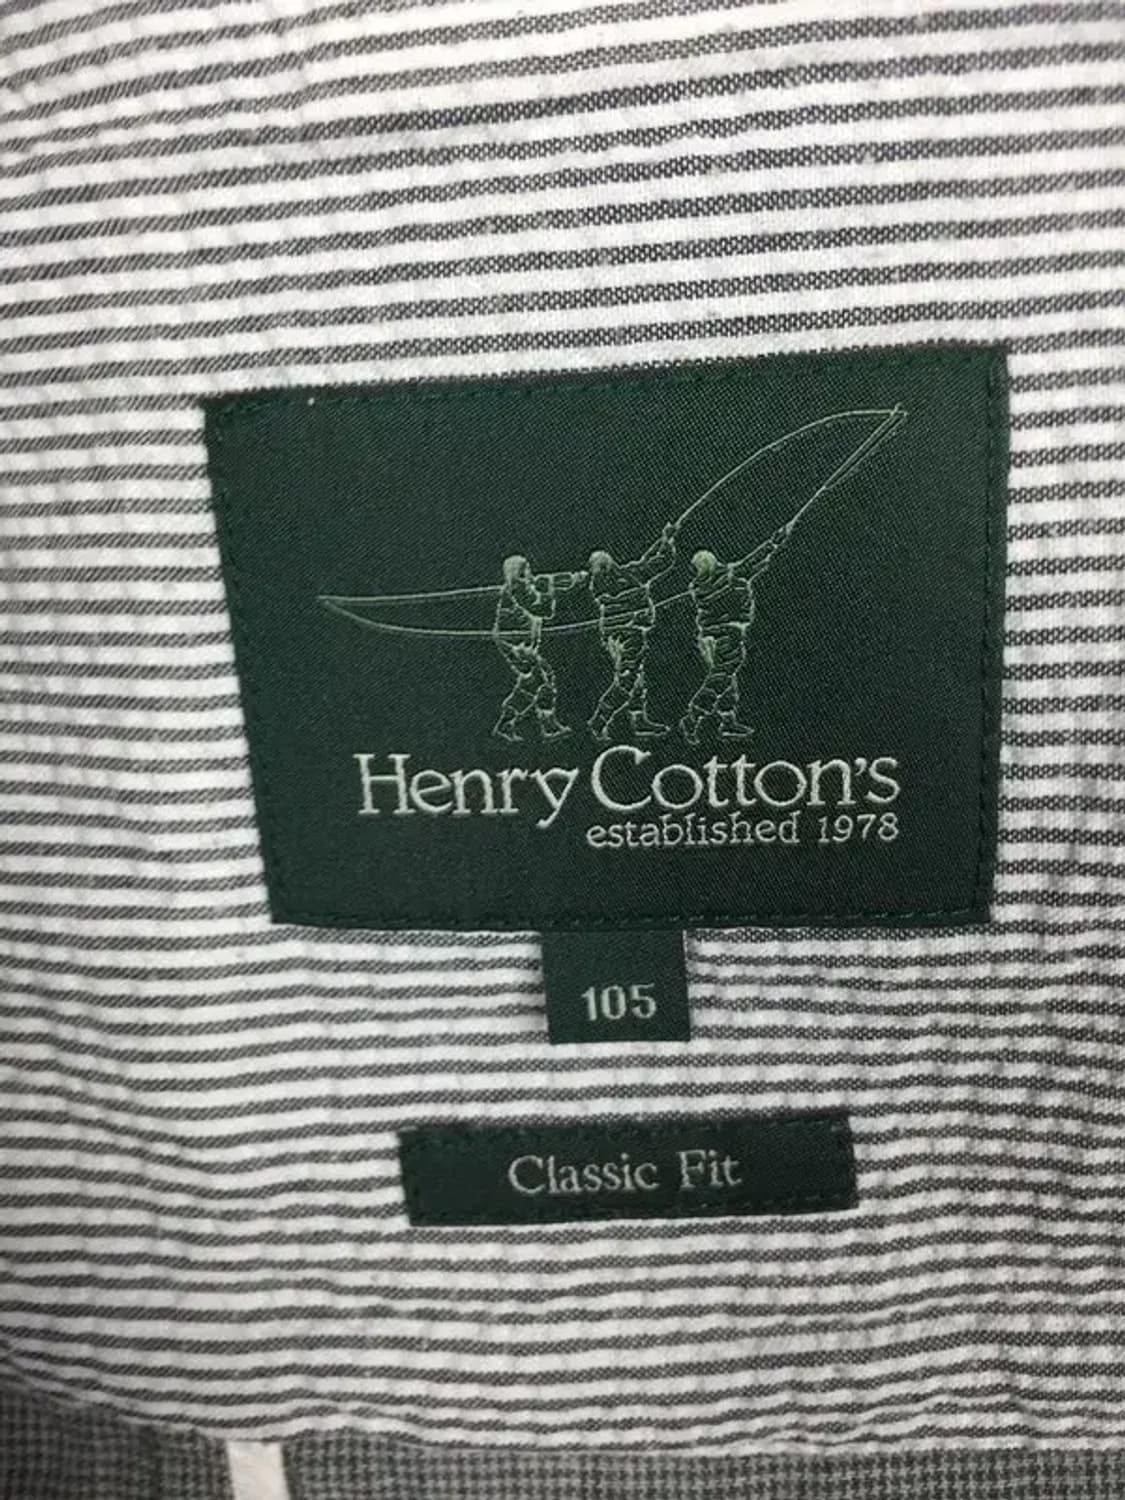 Henry Cotton's
established 1978
105
Classic Fit